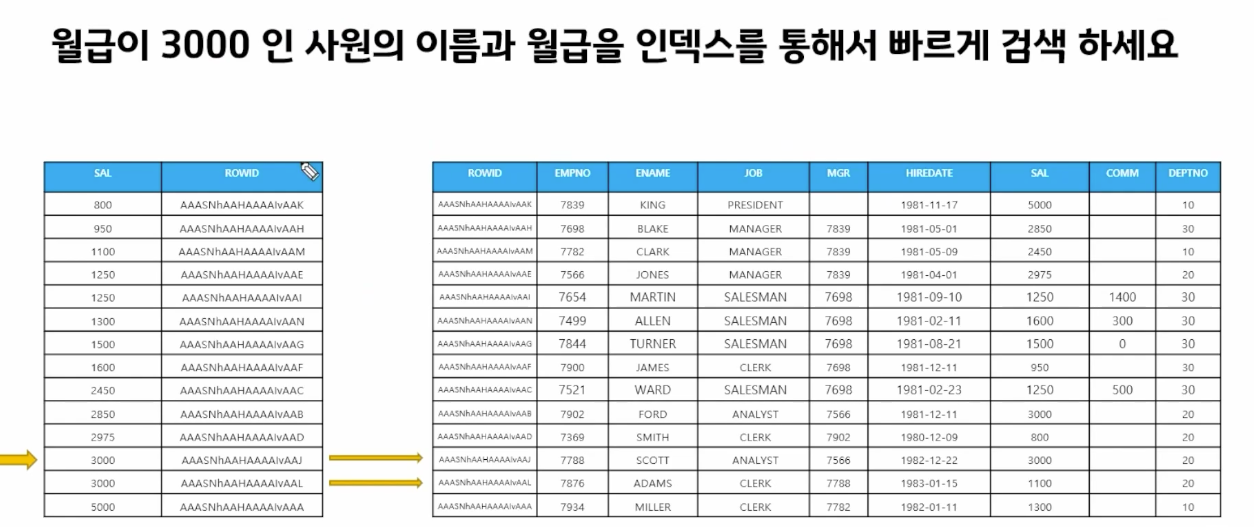 월급이 3000 인 사원의 이름과 월급을 인덱스를 통해서 빠르게 검색 하세요
SAL ROWID
800 AAASNhAAHAAAAIvAAK
950 AAASNhAAHAAAAIvAAH
1100 AAASNhAAHAAAAIvAAM
1250 AAASNhAAHAAAAIvAAE
1250 AAASNhAAHAAAAIvAAI
1300 AAASNhAAHAAAAIvAAN
1500 AAASNhAAHAAAAIvAAG
1600 AAASNhAAHAAAAIvAAF
2450 AAASNhAAHAAAAIvAAC
2850 AAASNhAAHAAAAIvAAB
2975 AAASNhAAHAAAAIvAAD
3000 AAASNhAAHAAAAIvAAJ
3000 AAASNhAAHAAAAIvAAL
5000 AAASNhAAHAAAAIvAAA
ROWID EMPNO ENAME JOB MGR HIREDATE SAL COMM DEPTNO
AAASNhAAHAAAAIvAAK 7839 KING PRESIDENT 1981-11-17 5000 10
AAASNhAAHAAAAIvAAH 7698 BLAKE MANAGER 7839 1981-05-01 2850 30
AAASNhAAHAAAAIvAAM 7782 CLARK MANAGER 7839 1981-05-09 2450 10
AAASNhAAHAAAAIvAAE 7566 JONES MANAGER 7839 1981-04-01 2975 20
AAASNhAAHAAAAIvAAI 7654 MARTIN SALESMAN 7698 1981-09-10 1250 1400 30
AAASNhAAHAAAAIvAAN 7499 ALLEN SALESMAN 7698 1981-02-11 1600 300 30
AAASNhAAHAAAAIvAAG 7844 TURNER SALESMAN 7698 1981-08-21 1500 0 30
AAASNhAAHAAAAIvAAF 7900 JAMES CLERK 7698 1981-12-11 950 30
AAASNhAAHAAAAIvAAC 7521 WARD SALESMAN 7698 1981-02-23 1250 500 30
AAASNhAAHAAAAIvAAB 7902 FORD ANALYST 7566 1981-12-11 3000 20
AAASNhAAHAAAAIvAAD 7369 SMITH CLERK 7902 1980-12-09 800 20
AAASNhAAHAAAAIvAAJ 7788 SCOTT ANALYST 7566 1982-12-22 3000 20
AAASNhAAHAAAAIvAAL 7876 ADAMS CLERK 7788 1983-01-15 1100 20
AAASNhAAHAAAAIvAAA 7934 MILLER CLERK 7782 1982-01-11 1300 10